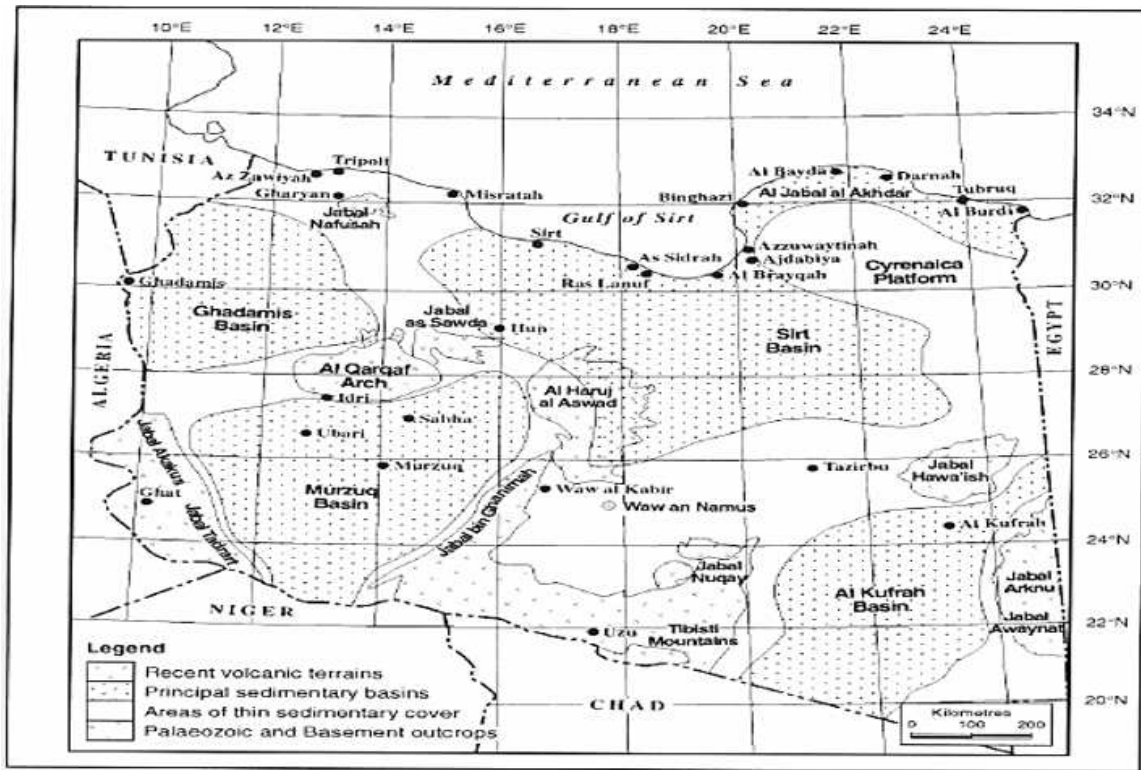 10°E 12°E 14°E 16°E 18°E 20°E 22°E 24°E
Mediterranean Sea
34°N
TUNISIA
Tripoli
Az Zawiyah
Gharyan
Jabal
Nafusah
Misratah
Al Bayda
Darnah
Al Jabal al Akhdar
Binghazi
Tubruq
Al Burdi
32°N
Gulf of Sirt
Sirt
As Sidrah
Ras Lanuf
Azzuwaytinah
Ajdabiya
Al Brayqah
Cyrenaica
Platform
30°N
Ghadamis
Ghadamis
Basin
Jabal
as Sawda
Hun
Sirt
Basin
EGYPT
ALGERIA
Al Qarqaf
Arch
28°N
Idri
Al Haruj
al Aswad
Sabha
Ubari
Murzuq
Murzuq
Basin
Jabal Akakus
Ghat
Jabal Tadrart
Jabal bin Ghanimah
Tazirbu
26°N
Jabal
Hawa'ish
Waw al Kabir
Waw an Namus
Al Kufrah
24°N
Jabal
Nuqay
Al Kufrah
Basin
Jabal
Arknu
Jabal
Awaynat
NIGER
22°N
Uzu
Tibisti
Mountains
CHAD
20°N
Legend
Recent volcanic terrains
Principal sedimentary basins
Areas of thin sedimentary cover
Palaeozoic and Basement outcrops
Kilometres
0 100 200